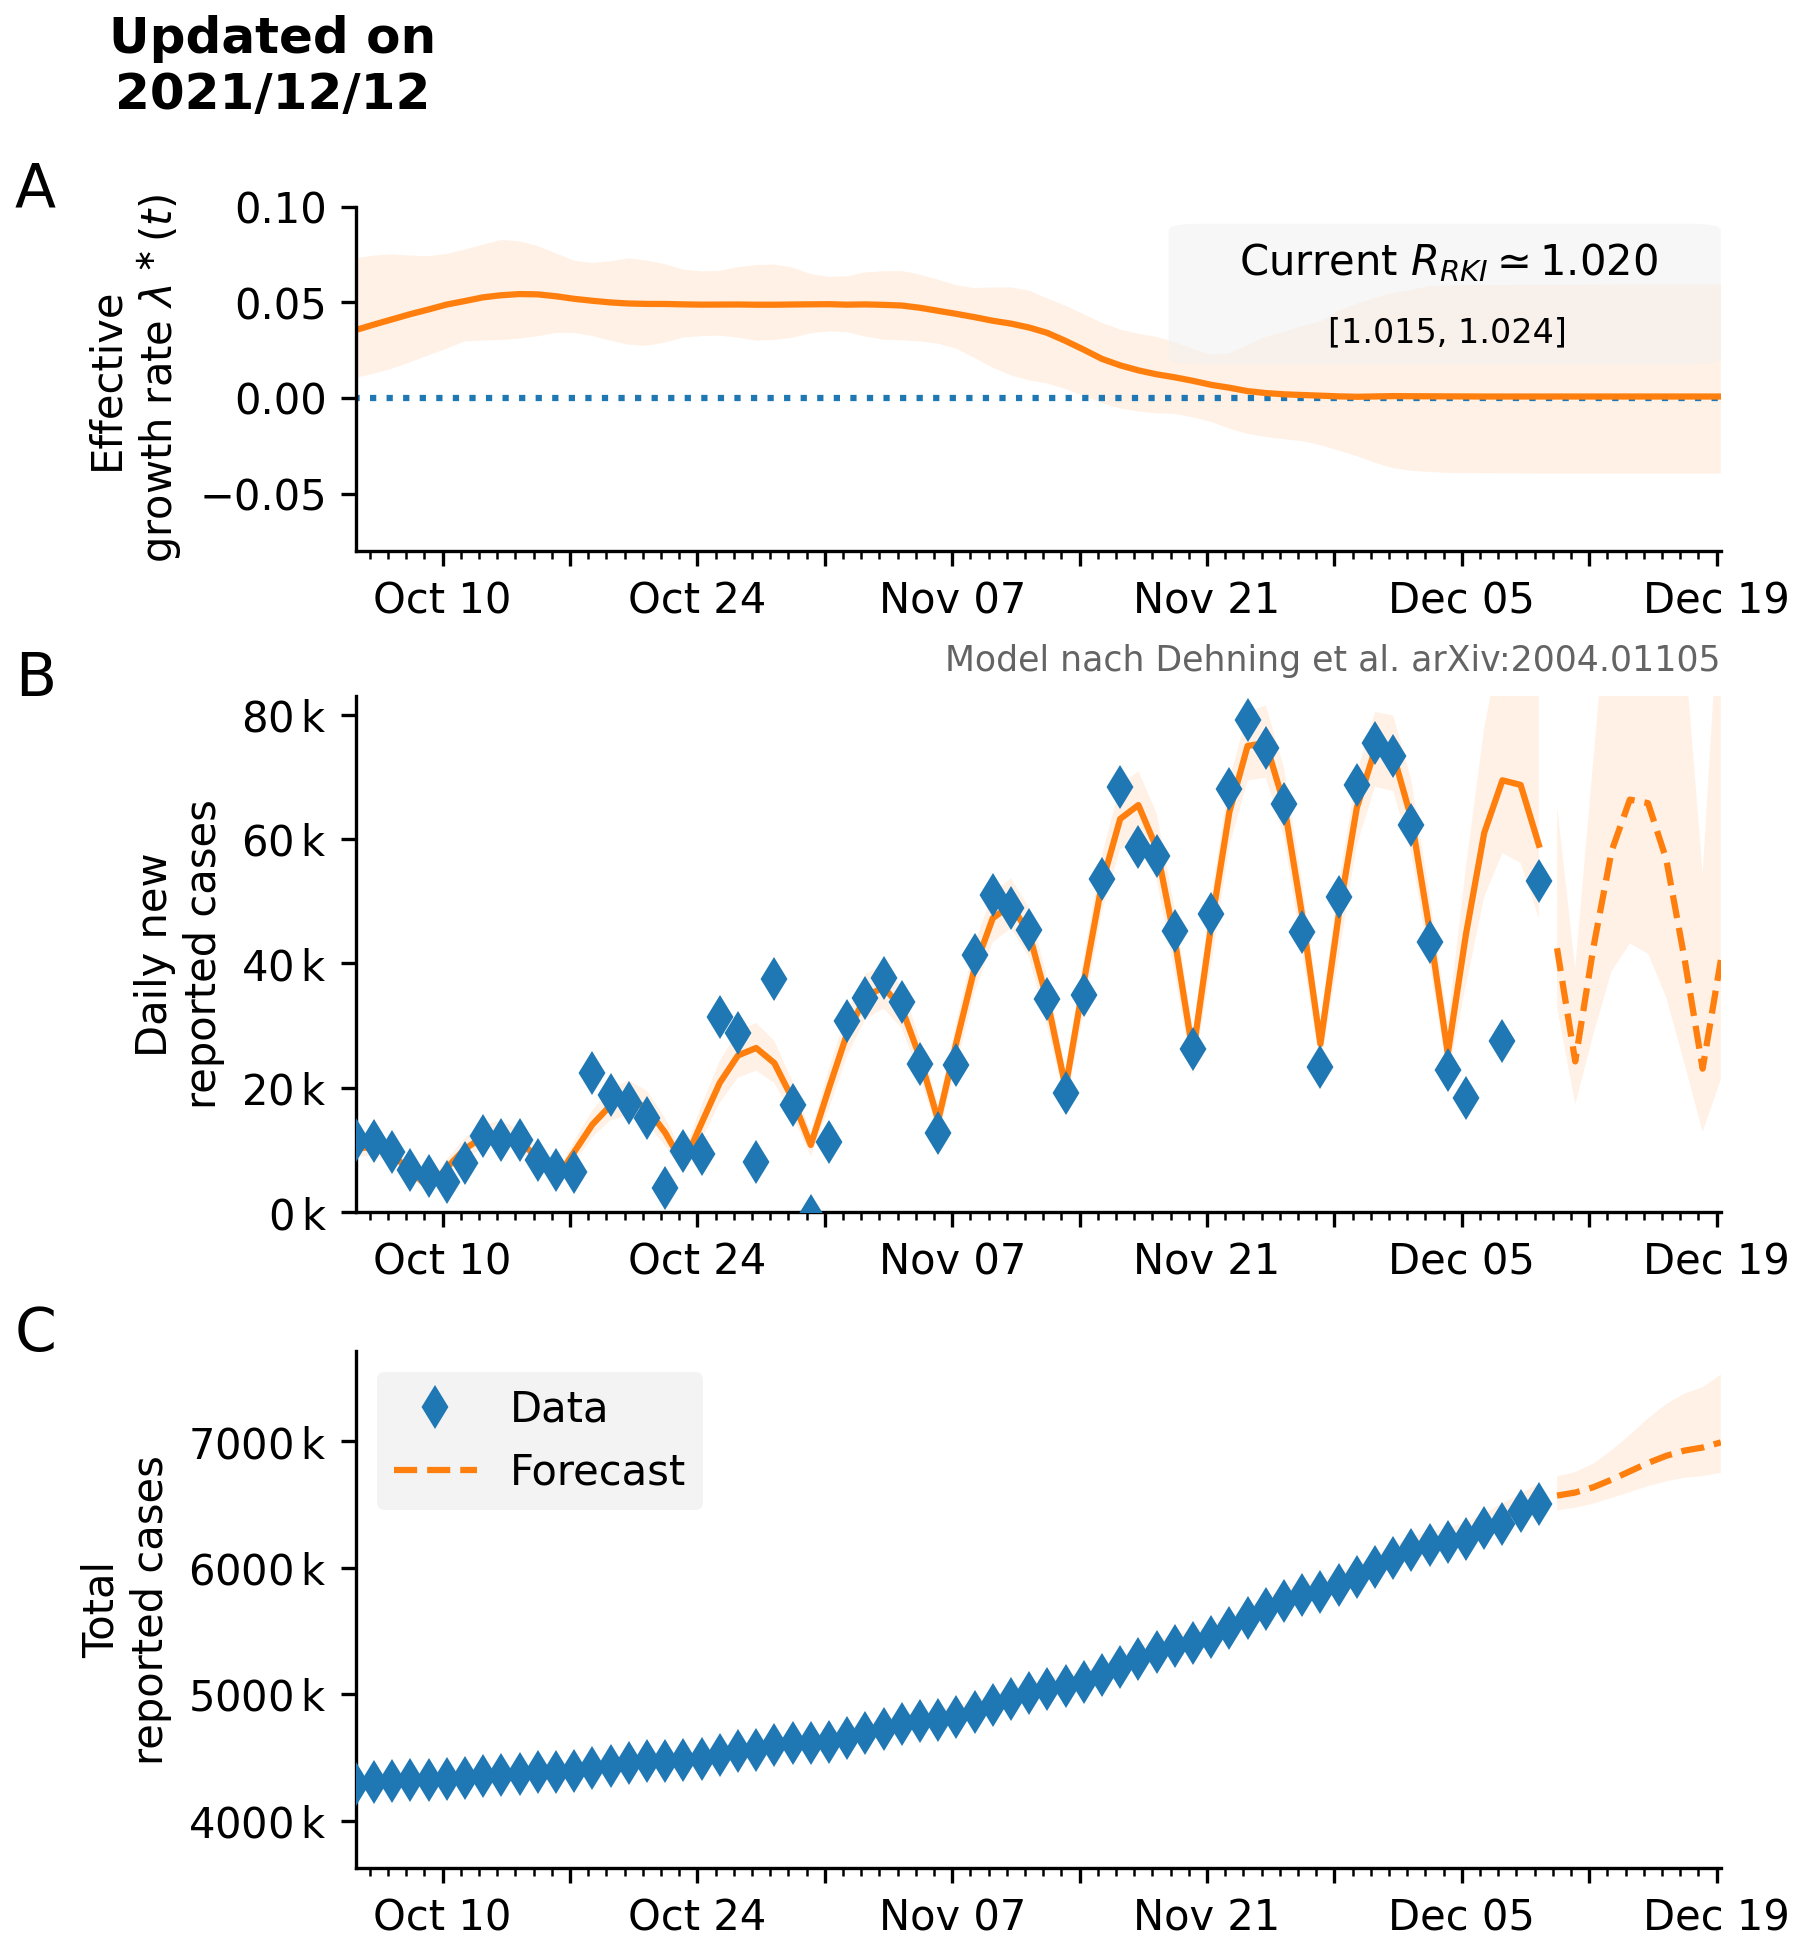 Updated on
2021/12/12
A
Effective
growth rate λ * (t)
0.10
0.05
0.00
−0.05
Current R_RKI ≃ 1.020
[1.015, 1.024]
Oct 10
Oct 24
Nov 07
Nov 21
Dec 05
Dec 19
Model nach Dehning et al. arXiv:2004.01105
B
Daily new
reported cases
80 k
60 k
40 k
20 k
0 k
Oct 10
Oct 24
Nov 07
Nov 21
Dec 05
Dec 19
C
Total
reported cases
7000 k
6000 k
5000 k
4000 k
Data
Forecast
Oct 10
Oct 24
Nov 07
Nov 21
Dec 05
Dec 19